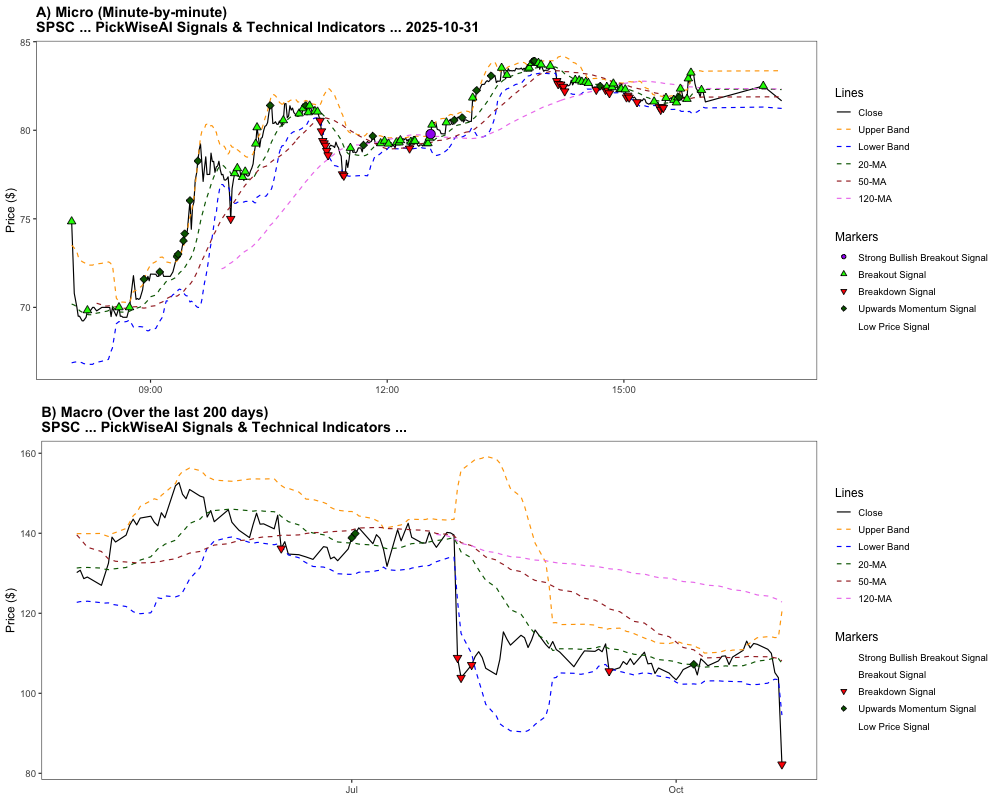 A) Micro (Minute-by-minute)
SPSC ... PickWiseAI Signals & Technical Indicators ... 2025-10-31
85
80
75
70
Price ($)
09:00
12:00
15:00
Lines
Close
Upper Band
Lower Band
20-MA
50-MA
120-MA
Markers
Strong Bullish Breakout Signal
Breakout Signal
Breakdown Signal
Upwards Momentum Signal
Low Price Signal
B) Macro (Over the last 200 days)
SPSC ... PickWiseAI Signals & Technical Indicators ...
160
140
120
100
80
Price ($)
Jul
Oct
Lines
Close
Upper Band
Lower Band
20-MA
50-MA
120-MA
Markers
Strong Bullish Breakout Signal
Breakout Signal
Breakdown Signal
Upwards Momentum Signal
Low Price Signal